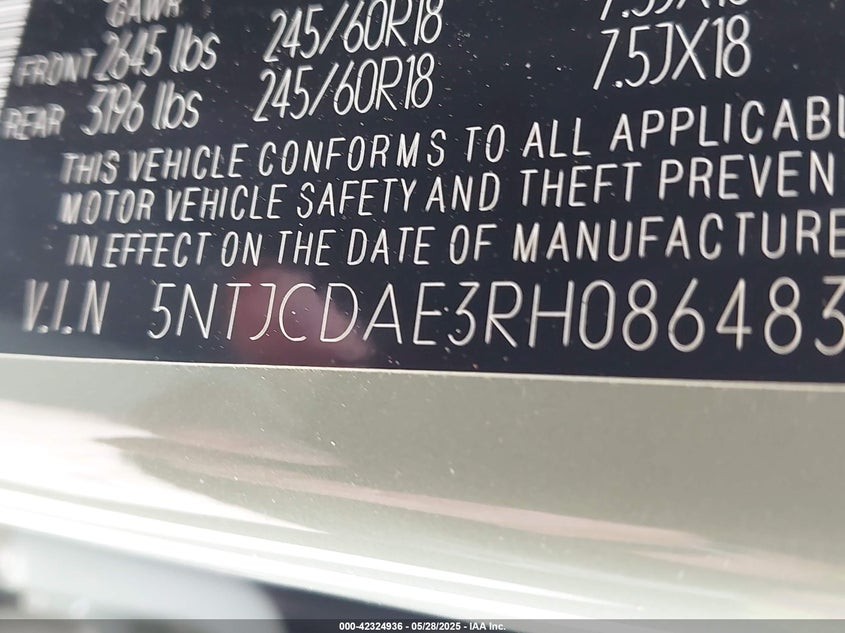 GAWR
FRONT 2645 lbs 245/60R18 7.5JX18
REAR 3196 lbs 245/60R18 7.5JX18
THIS VEHICLE CONFORMS TO ALL APPLICABL
MOTOR VEHICLE SAFETY AND THEFT PREVEN
IN EFFECT ON THE DATE OF MANUFACTURE
V.I.N 5NTJCDAE3RH086483
000-42324936 - 05/28/2025 - IAA Inc.